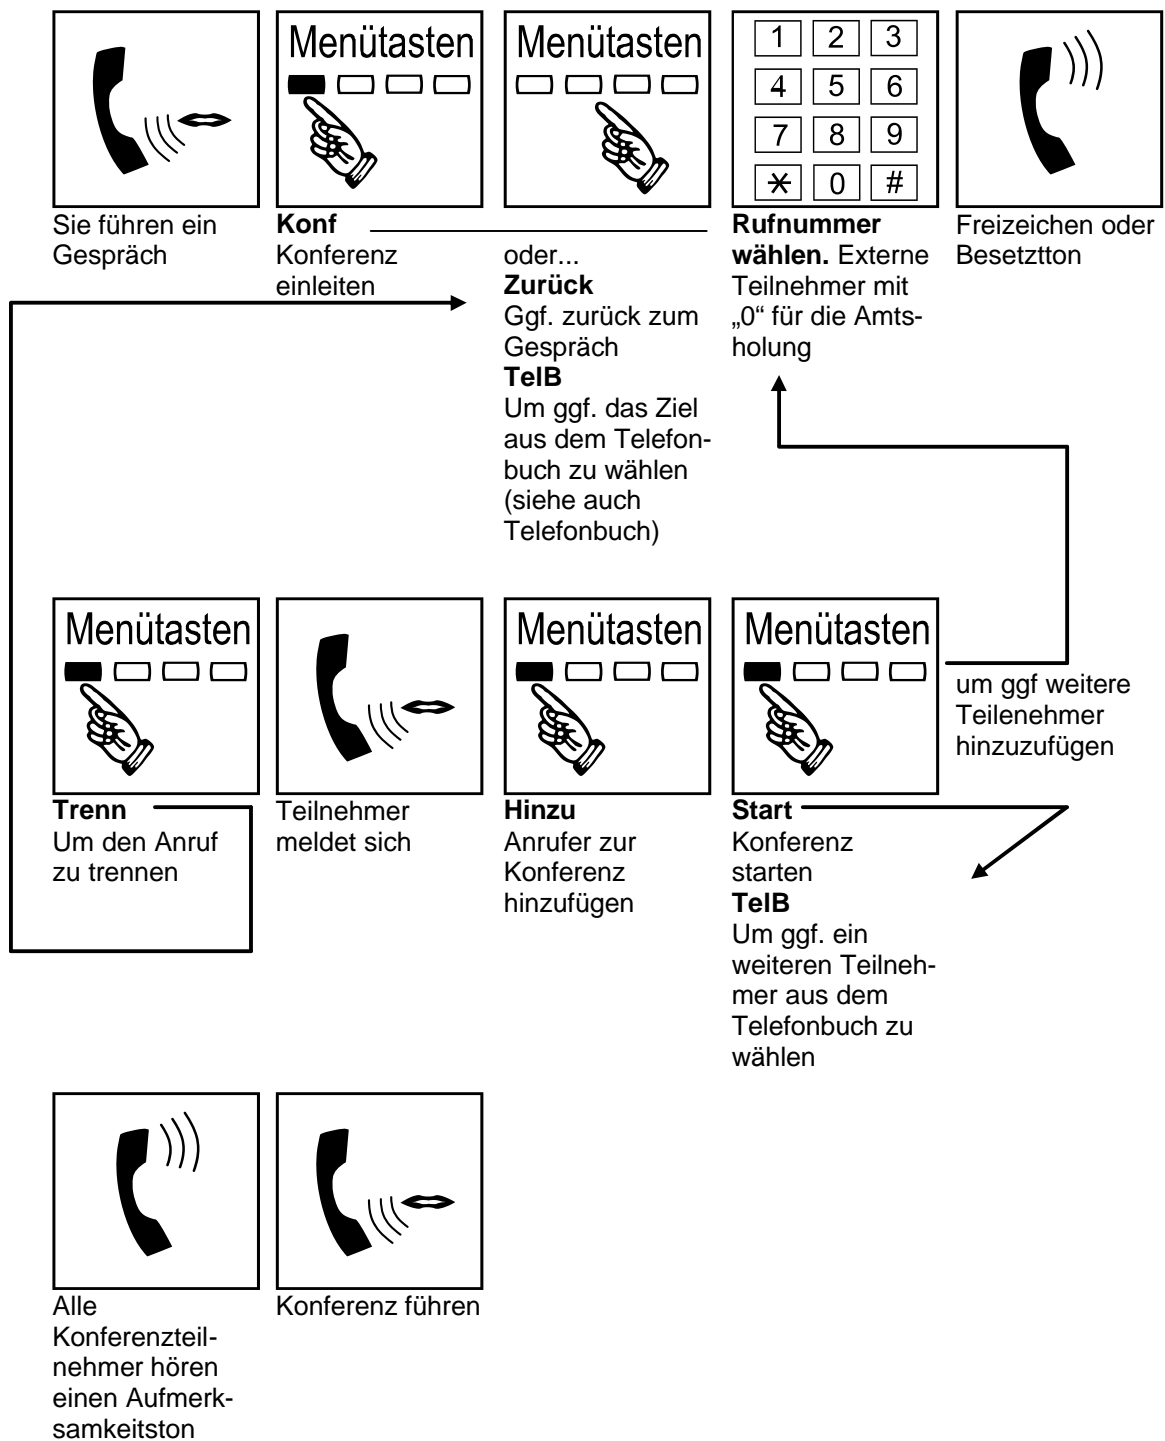 Menütasten
Menütasten
1 2 3
4 5 6
7 8 9
* 0 #
Sie führen ein
Gespräch
Konf
Konferenz
einleiten
oder...
Zurück
Ggf. zurück zum
Gespräch
TelB
Um ggf. das Ziel
aus dem Telefon-
buch zu wählen
(siehe auch
Telefonbuch)
Rufnummer
wählen. Externe
Teilnehmer mit
„0“ für die Amts-
holung
Freizeichen oder
Besetztton
Menütasten
Menütasten
Menütasten
Trenn
Um den Anruf
zu trennen
Teilnehmer
meldet sich
Hinzu
Anrufer zur
Konferenz
hinzufügen
Start
Konferenz
starten
TelB
Um ggf. ein
weiteren Teilneh-
mer aus dem
Telefonbuch zu
wählen
um ggf weitere
Teilenehmer
hinzuzufügen
Alle
Konferenzteil-
nehmer hören
einen Aufmerk-
samkeitston
Konferenz führen